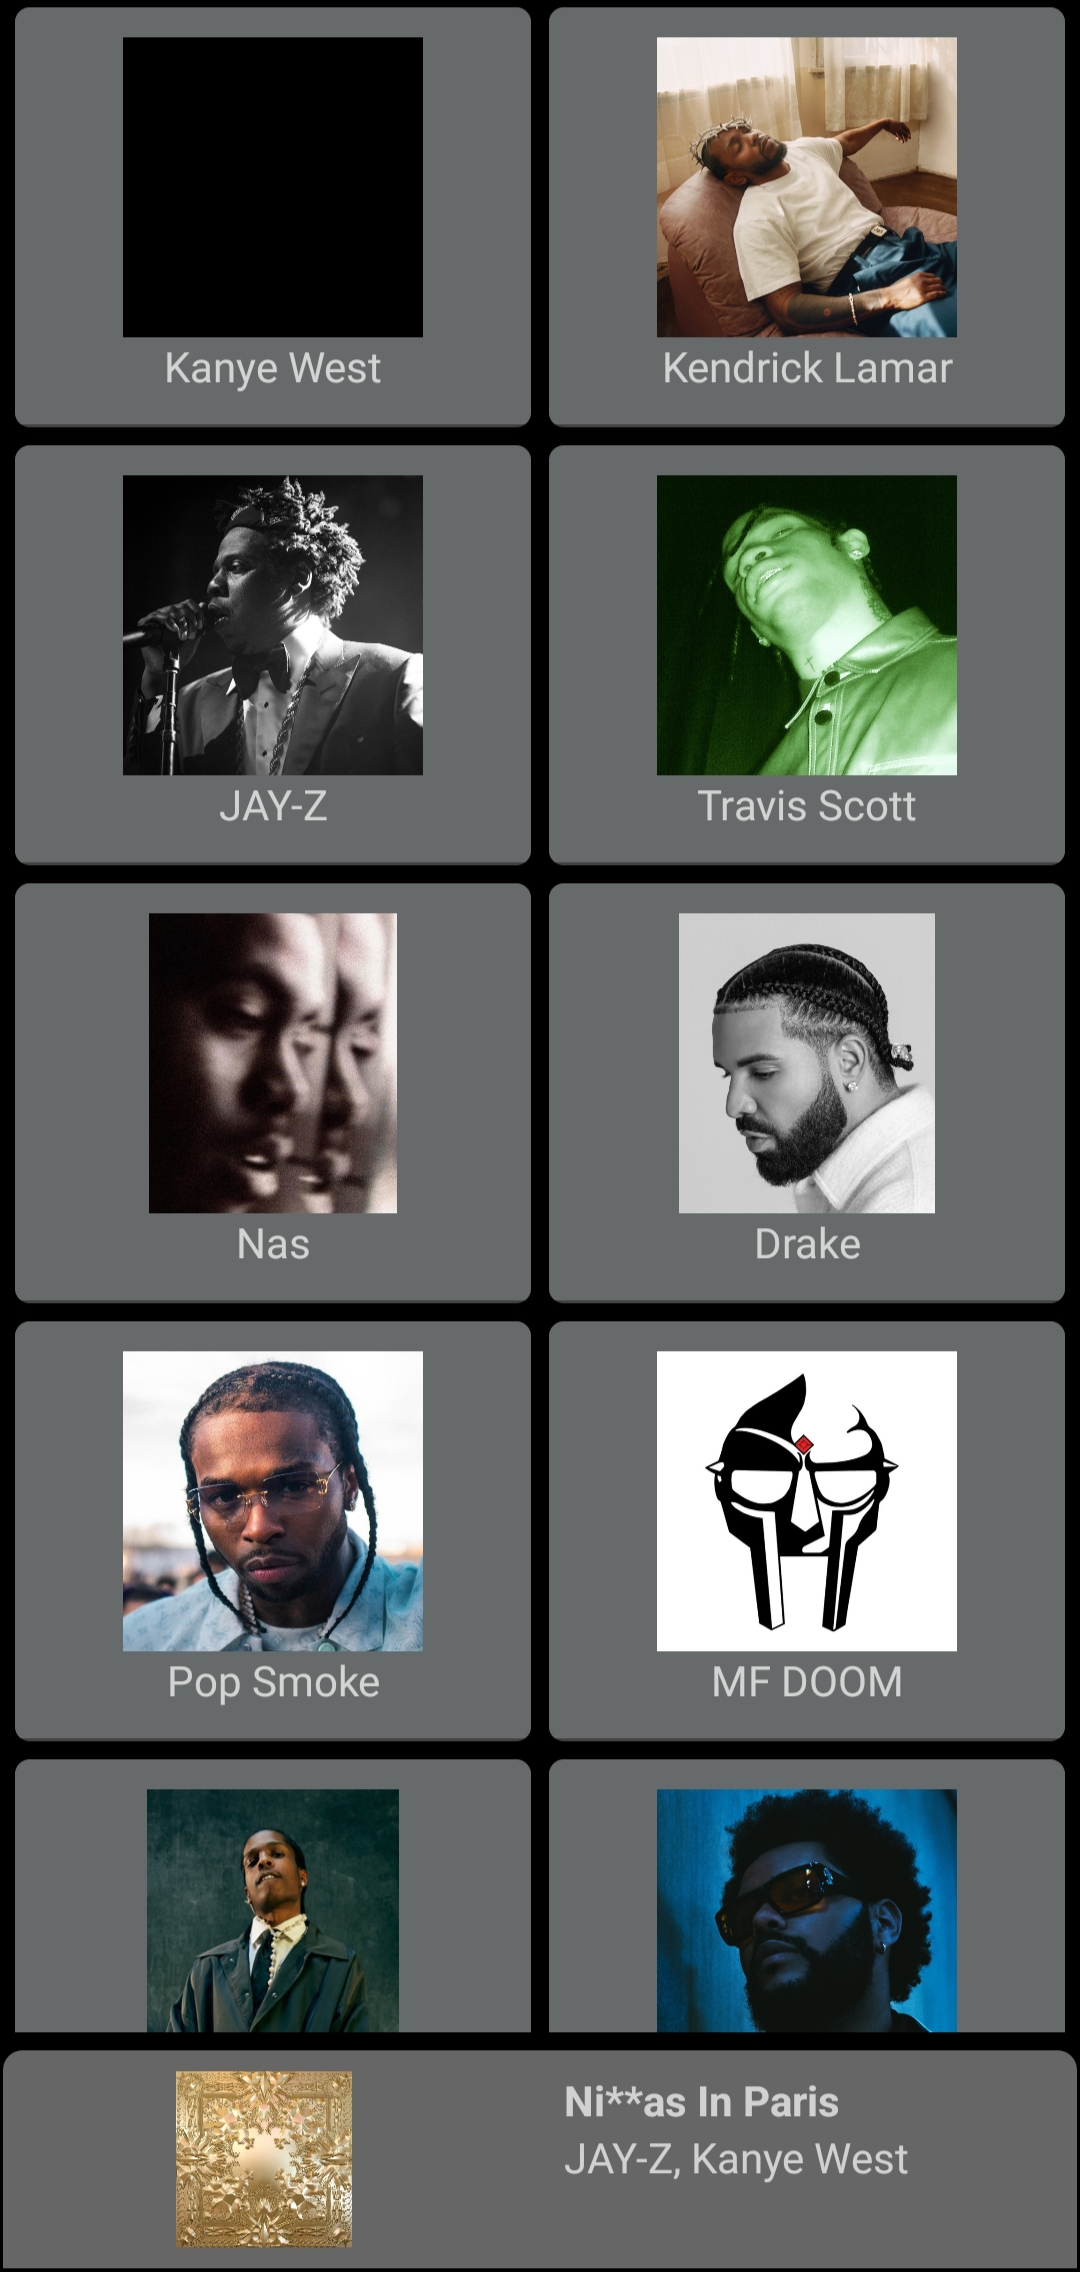 Kanye West
Kendrick Lamar
JAY-Z
Travis Scott
Nas
Drake
Pop Smoke
MF DOOM
Ni**as In Paris
JAY-Z, Kanye West